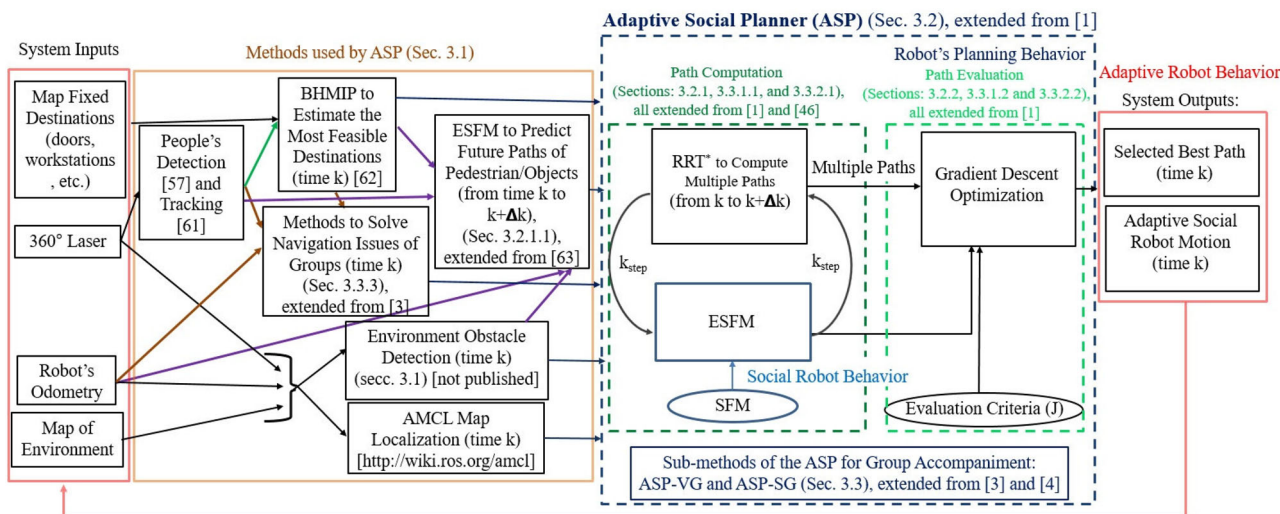 Adaptive Social Planner (ASP) (Sec. 3.2), extended from [1]
System Inputs
Methods used by ASP (Sec. 3.1)
Robot's Planning Behavior
Map Fixed
Destinations
(doors,
workstations
, etc.)
People's
Detection
[57] and
Tracking
[61]
360° Laser
Robot's
Odometry
Map of
Environment
BHMIP to
Estimate the
Most Feasible
Destinations
(time k) [62]
Methods to Solve
Navigation Issues of
Groups (time k)
(Sec. 3.3.3),
extended from [3]
ESFM to Predict
Future Paths of
Pedestrian/Objects
(from time k to
k+Δk),
(Sec. 3.2.1.1),
extended from [63]
Environment Obstacle
Detection (time k)
(secc. 3.1) [not published]
AMCL Map
Localization (time k)
[http://wiki.ros.org/amcl]
Path Computation
(Sections: 3.2.1, 3.3.1.1, and 3.3.2.1),
all extended from [1] and [46]
RRT* to Compute
Multiple Paths
(from k to k+Δk)
kstep
kstep
ESFM
Social Robot Behavior
SFM
Multiple Paths
Path Evaluation
(Sections: 3.2.2, 3.3.1.2 and 3.3.2.2),
all extended from [1]
Gradient Descent
Optimization
Evaluation Criteria (J)
Sub-methods of the ASP for Group Accompaniment:
ASP-VG and ASP-SG (Sec. 3.3), extended from [3] and [4]
Adaptive Robot Behavior
System Outputs:
Selected Best Path
(time k)
Adaptive Social
Robot Motion
(time k)